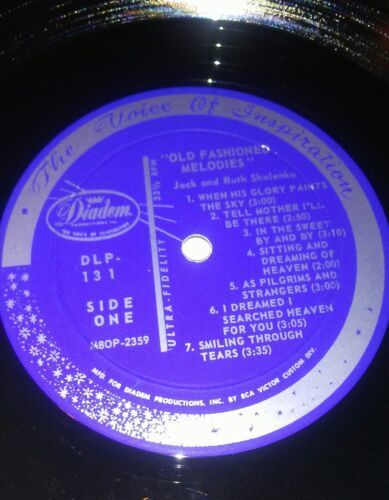 The Voice Of Inspiration
"OLD FASHIONED
MELODIES"
Jack and Ruth Shelenko
1. WHEN HIS GLORY PAINTS
THE SKY (3:00)
2. TELL MOTHER I'LL
BE THERE (2:50)
3. IN THE SWEET
BY AND BY (3:10)
4. SITTING AND
DREAMING OF
HEAVEN (2:00)
5. AS PILGRIMS AND
STRANGERS (3:00)
6. I DREAMED I
SEARCHED HEAVEN
FOR YOU (3:05)
7. SMILING THROUGH
TEARS (3:35)
Diadem
PRODUCTIONS, INC.
THE VOICE OF INSPIRATION
DLP-
131
SIDE
ONE
MBOP-2359
ULTRA-FIDELITY 33⅓ RPM
MFD FOR DIADEM PRODUCTIONS, INC. BY RCA VICTOR CUSTOM DIV.